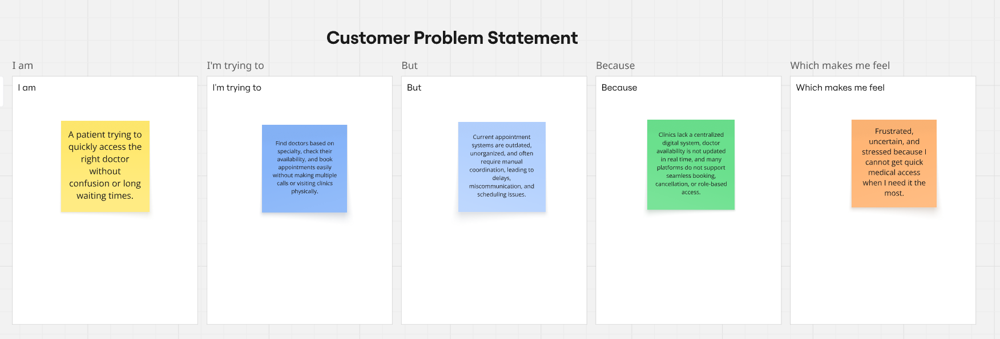 Customer Problem Statement
I am
I'm trying to
But
Because
Which makes me feel
I am
A patient trying to
quickly access the
right doctor
without
confusion or long
waiting times.
I'm trying to
Find doctors based on
specialty, check their
availability, and book
appointments easily
without making multiple
calls or visiting clinics
physically.
But
Current appointment
systems are outdated,
unorganized, and often
require manual
coordination, leading to
delays,
miscommunication, and
scheduling issues.
Because
Clinics lack a centralized
digital system, doctor
availability is not updated
in real time, and many
platforms do not support
seamless booking,
cancellation, or role-based
access.
Which makes me feel
Frustrated,
uncertain, and
stressed because I
cannot get quick
medical access
when I need it the
most.